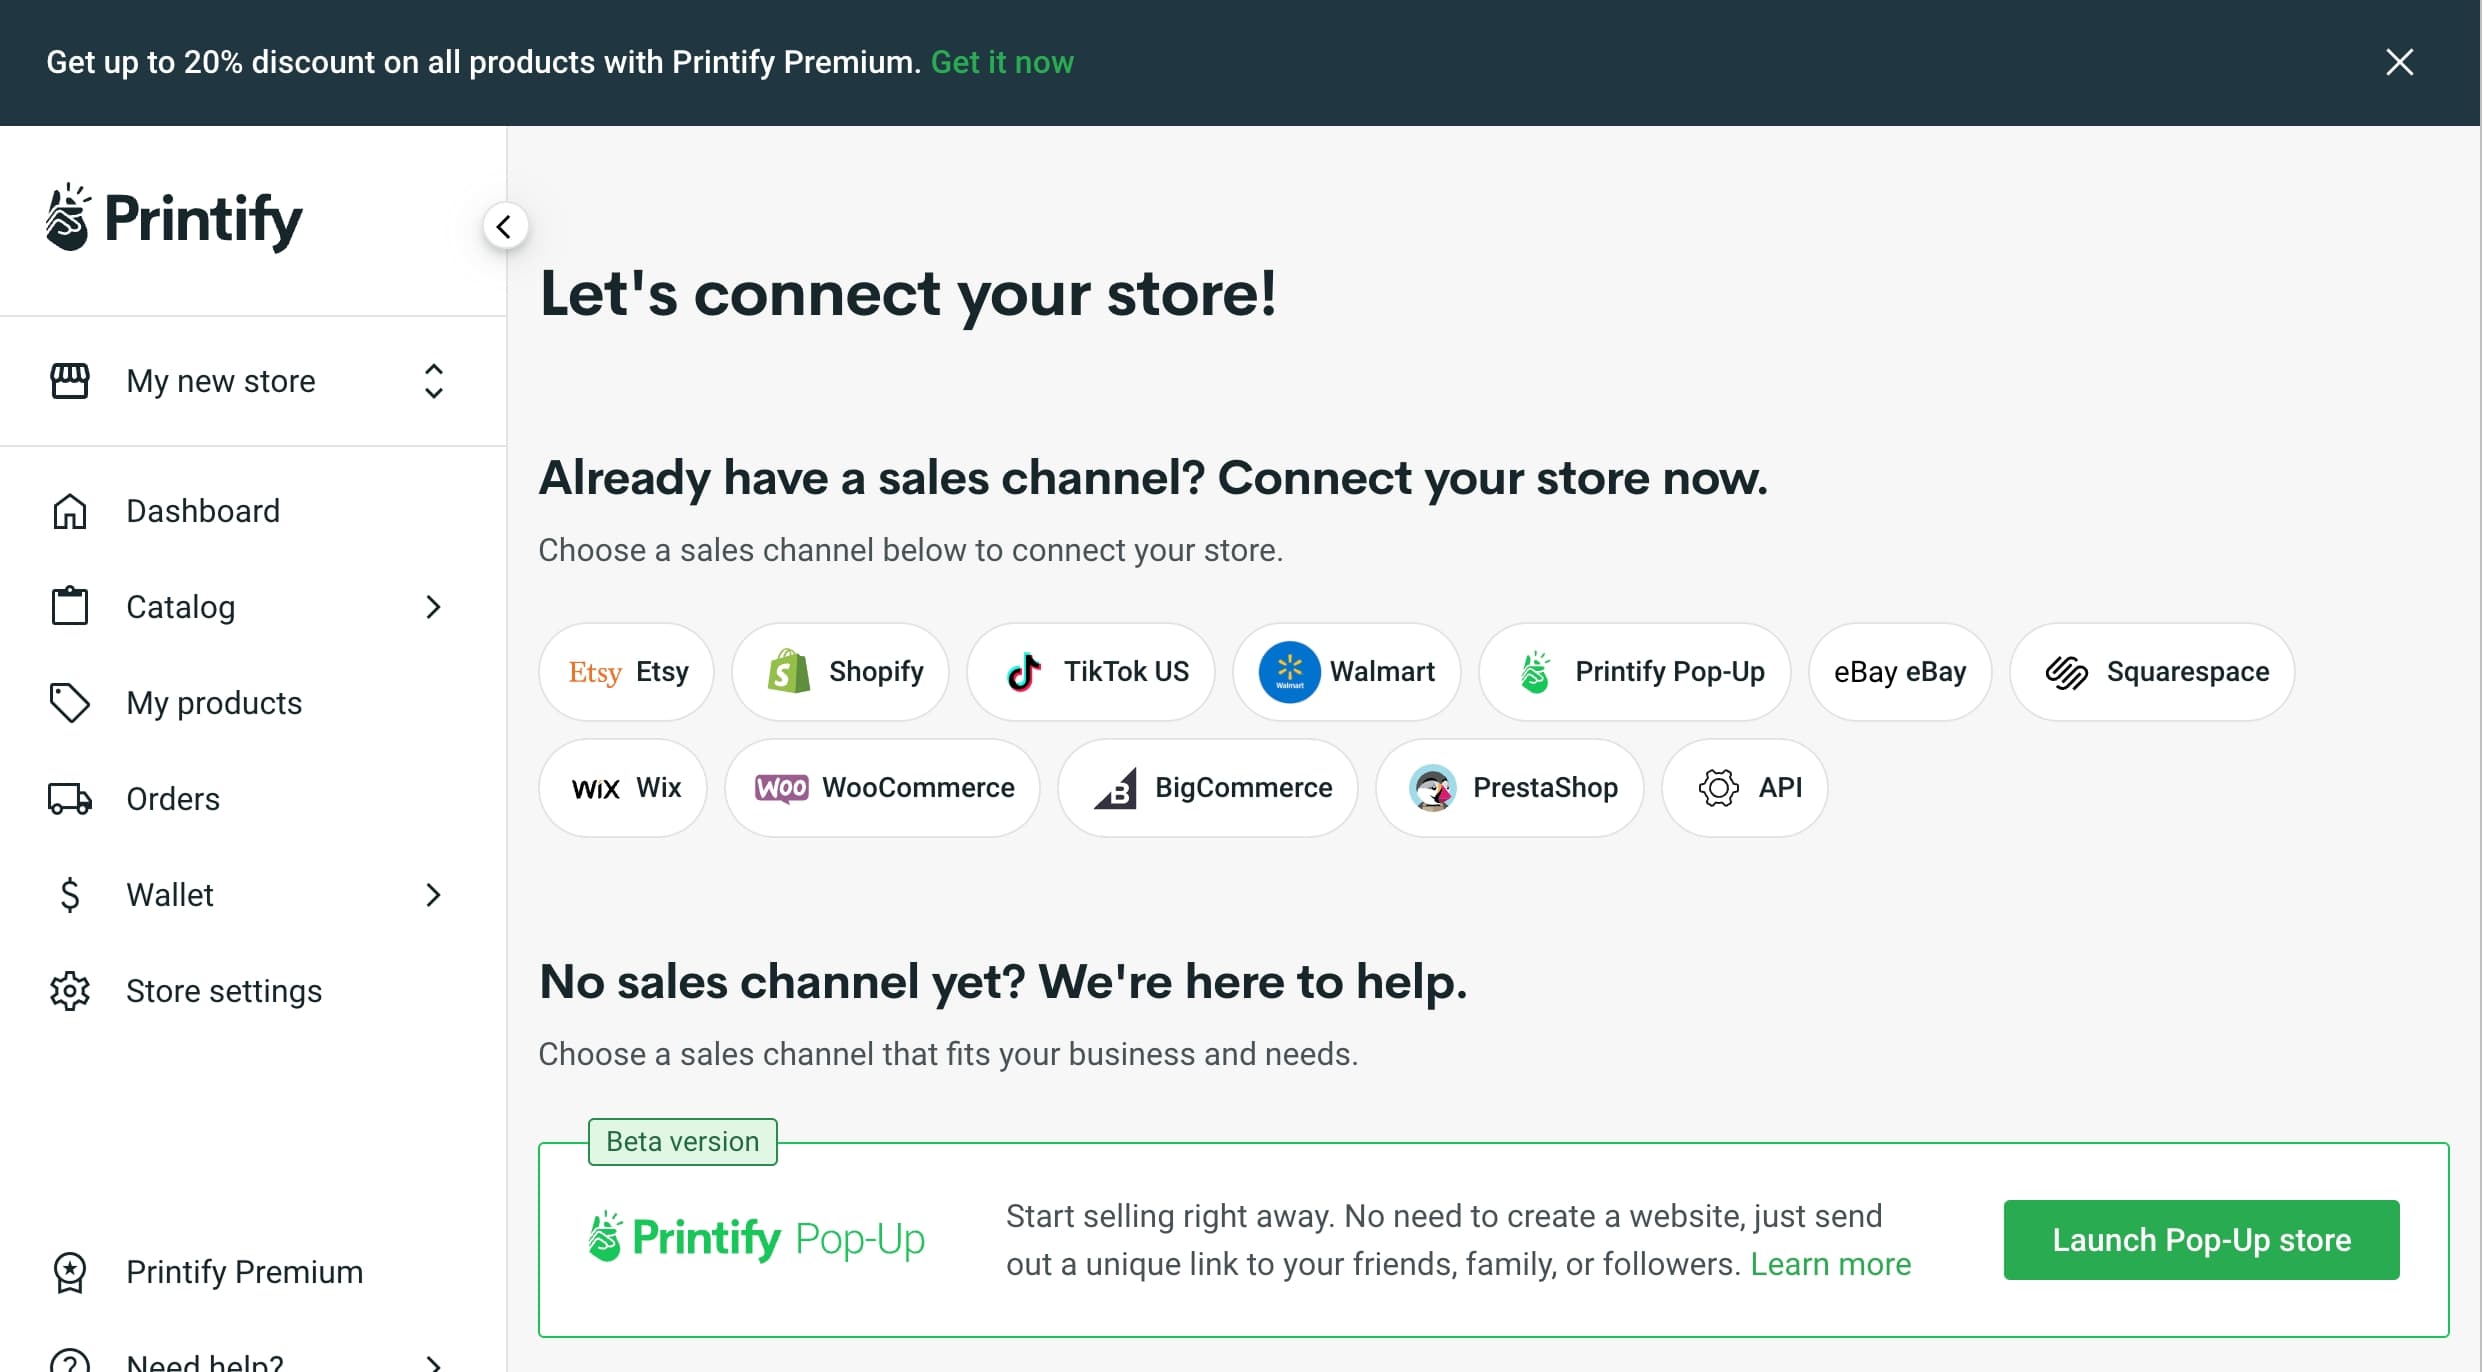 Get up to 20% discount on all products with Printify Premium. Get it now
Printify
My new store
Dashboard
Catalog
My products
Orders
Wallet
Store settings
Printify Premium
Need help?
Let's connect your store!
Already have a sales channel? Connect your store now.
Choose a sales channel below to connect your store.
Etsy Etsy
Shopify
TikTok US
Walmart Walmart
Printify Pop-Up
eBay eBay
Squarespace
WiX Wix
Woo WooCommerce
B BigCommerce
PrestaShop
API
No sales channel yet? We're here to help.
Choose a sales channel that fits your business and needs.
Beta version
Printify Pop-Up
Start selling right away. No need to create a website, just send
out a unique link to your friends, family, or followers. Learn more
Launch Pop-Up store